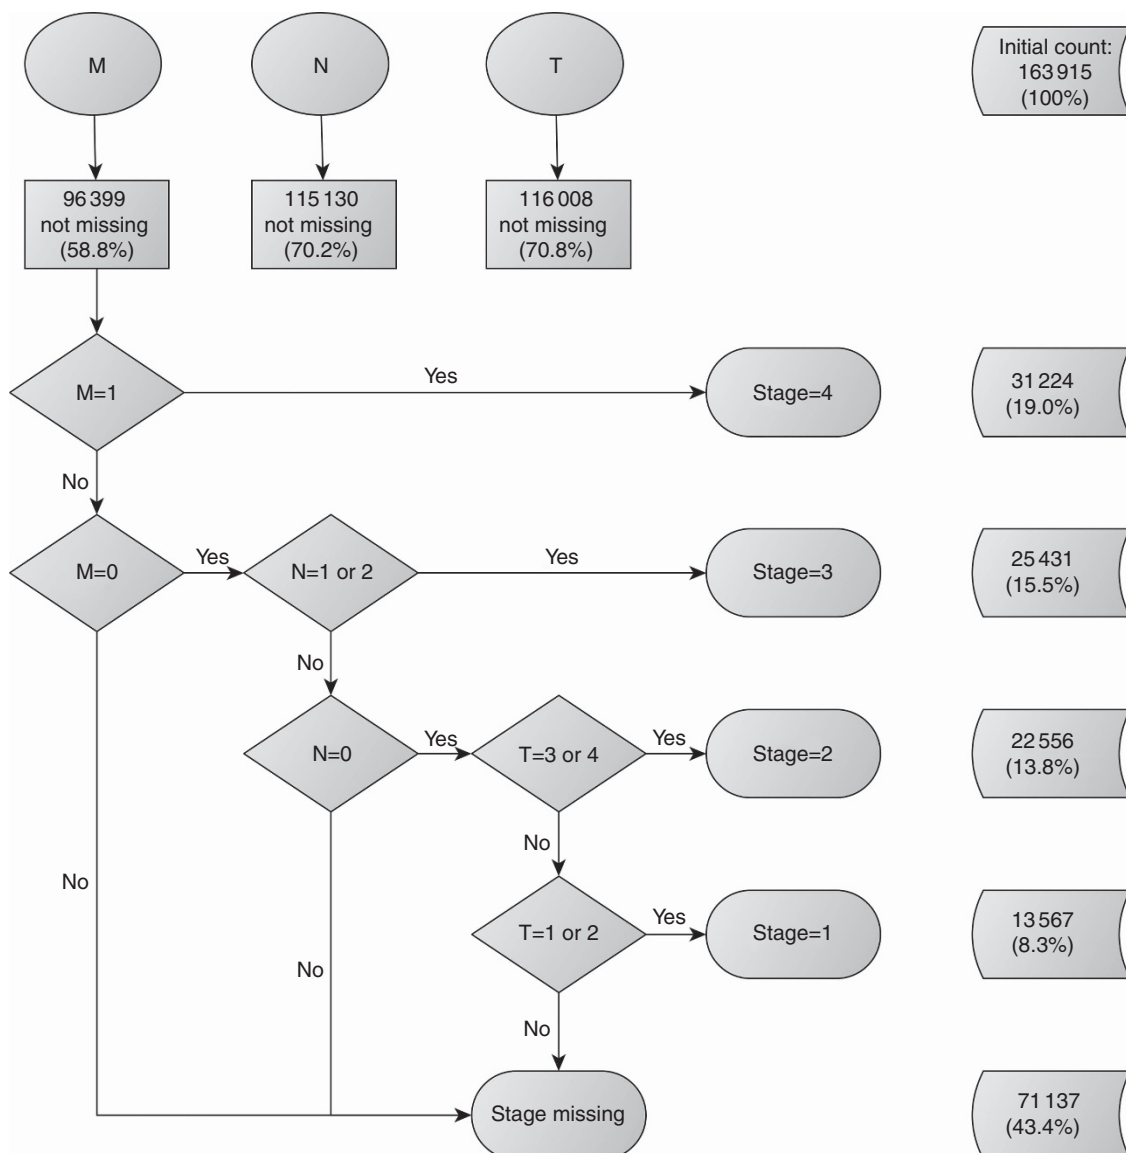 M
N
T
Initial count:
163 915
(100%)
96 399
not missing
(58.8%)
115 130
not missing
(70.2%)
116 008
not missing
(70.8%)
M=1
Yes
Stage=4
31 224
(19.0%)
No
M=0
Yes
N=1 or 2
Yes
Stage=3
25 431
(15.5%)
No
N=0
Yes
T=3 or 4
Yes
Stage=2
22 556
(13.8%)
No
No
T=1 or 2
Yes
Stage=1
13 567
(8.3%)
No
No
Stage missing
71 137
(43.4%)